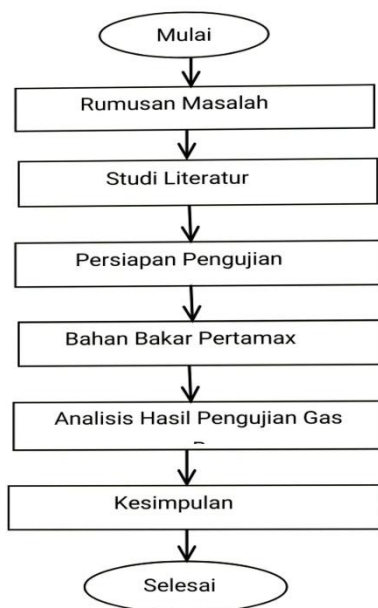 Mulai
Rumusan Masalah
Studi Literatur
Persiapan Pengujian
Bahan Bakar Pertamax
Analisis Hasil Pengujian Gas
Kesimpulan
Selesai